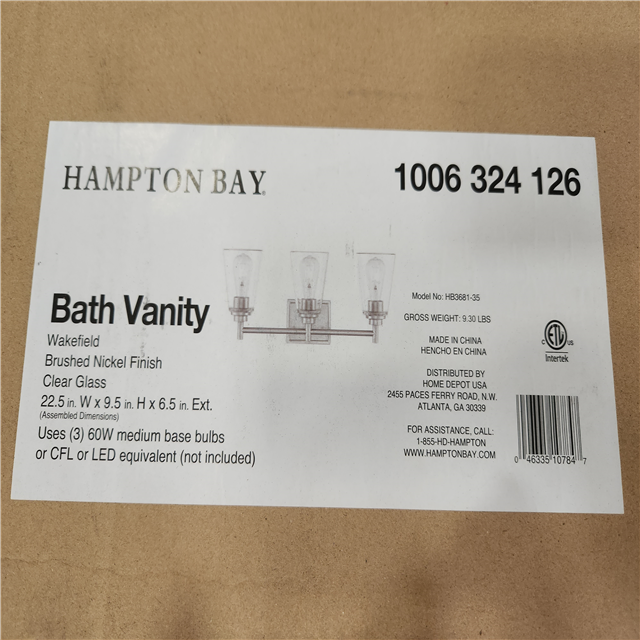 HAMPTON BAY®
1006 324 126
Bath Vanity
Wakefield
Brushed Nickel Finish
Clear Glass
22.5 in. W x 9.5 in. H x 6.5 in. Ext.
(Assembled Dimensions)
Uses (3) 60W medium base bulbs
or CFL or LED equivalent (not included)
Model No: HB3681-35
GROSS WEIGHT: 9.30 LBS
MADE IN CHINA
HENCHO EN CHINA
DISTRIBUTED BY
HOME DEPOT USA
2455 PACES FERRY ROAD, N.W.
ATLANTA, GA 30339
FOR ASSISTANCE, CALL:
1-855-HD-HAMPTON
WWW.HAMPTONBAY.COM
C ETL US
Intertek
0 46335 10784 7